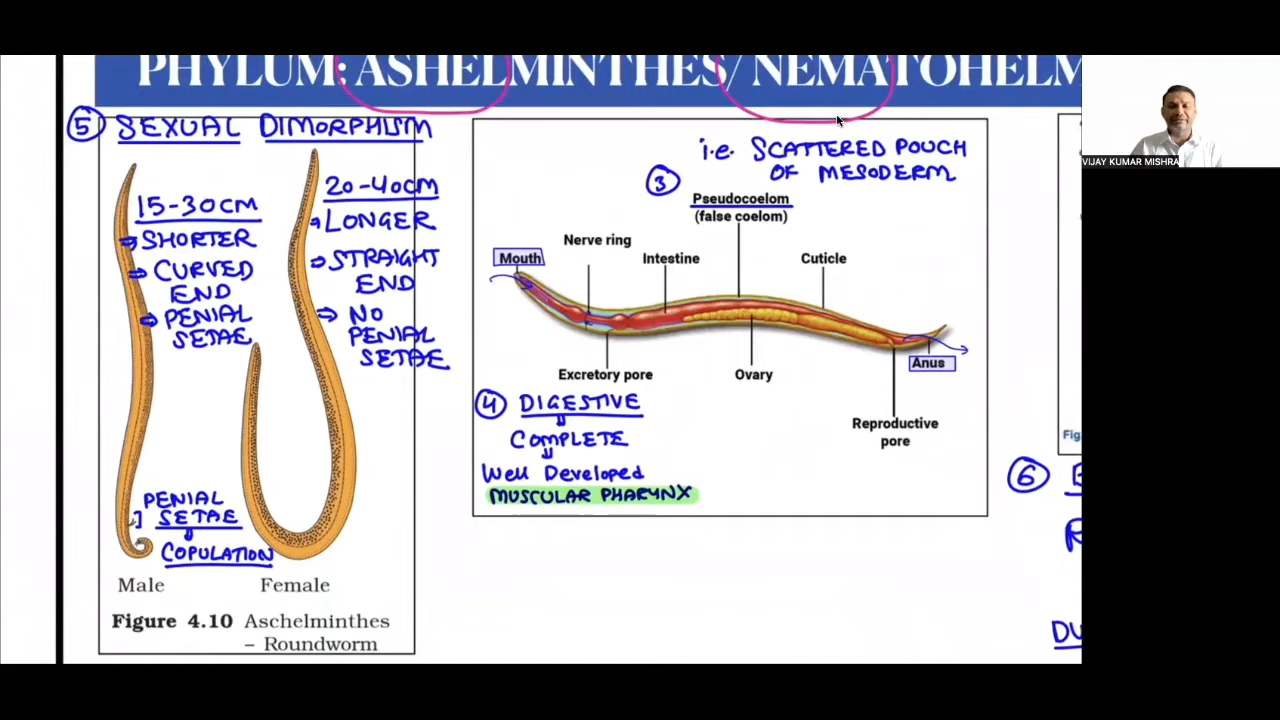 PHYLUM: ASHELMINTHES/ NEMATOHELM
5 SEXUAL DIMORPHISM
15-30CM
SHORTER
CURVED
END
PENIAL
SETAE
20-40CM
LONGER
STRAIGHT
END
NO
PENIAL
SETAE
PENIAL
SETAE
COPULATION
Male
Female
Figure 4.10 Aschelminthes
– Roundworm
i.e. SCATTERED POUCH
OF MESODERM
3
Pseudocoelom
(false coelom)
Nerve ring
Mouth
Intestine
Cuticle
Excretory pore
Ovary
Anus
Reproductive
pore
4 DIGESTIVE
COMPLETE
Well Developed
MUSCULAR PHARYNX
Fig
6
R
DU
VIJAY KUMAR MISHRA